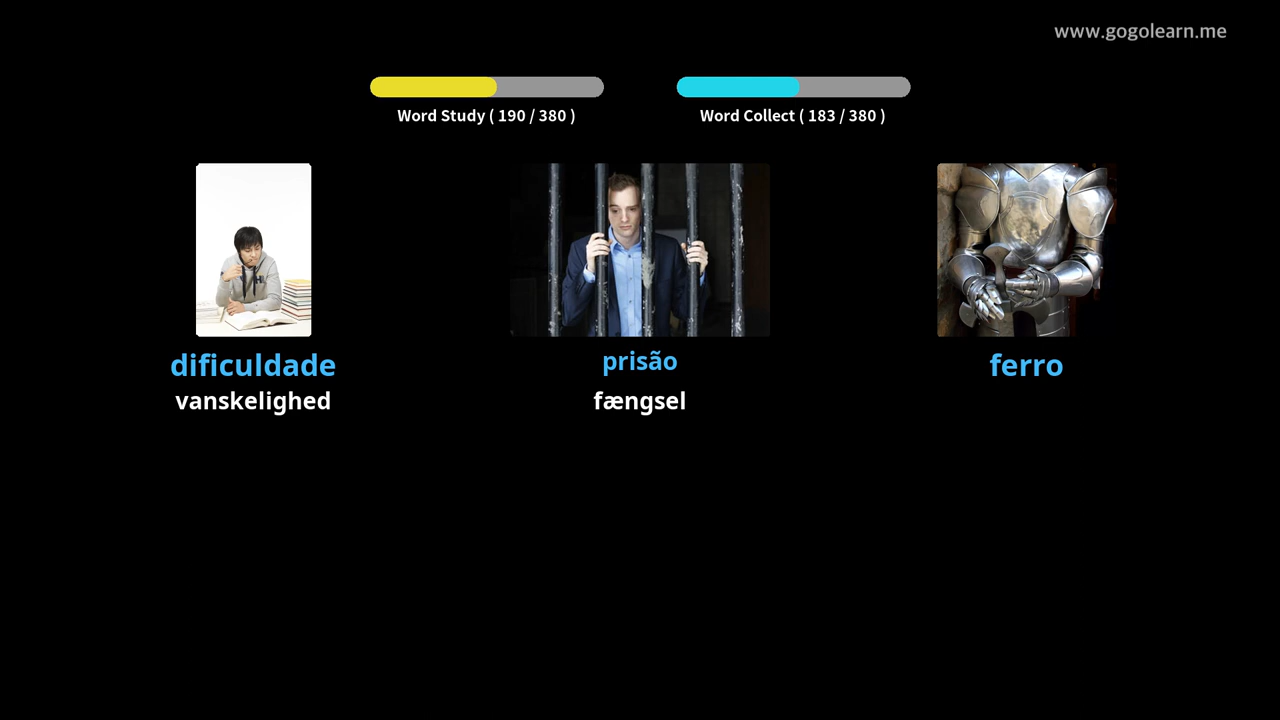 www.gogolearn.me
Word Study ( 190 / 380 )
Word Collect ( 183 / 380 )
dificuldade
vanskelighed
prisão
fængsel
ferro